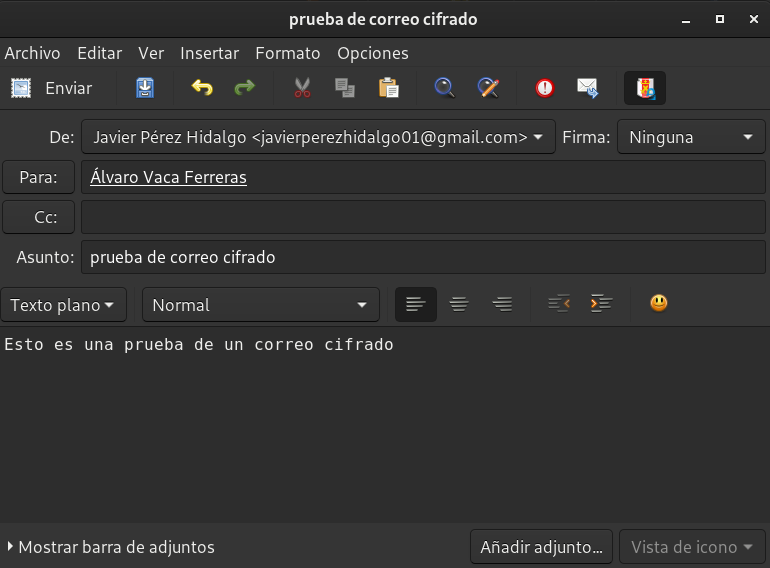 prueba de correo cifrado
Archivo Editar Ver Insertar Formato Opciones
Enviar
De: Javier Pérez Hidalgo <javierperezhidalgo01@gmail.com> Firma: Ninguna
Para: Álvaro Vaca Ferreras
Cc:
Asunto: prueba de correo cifrado
Texto plano Normal
Esto es una prueba de un correo cifrado
Mostrar barra de adjuntos Añadir adjunto... Vista de icono